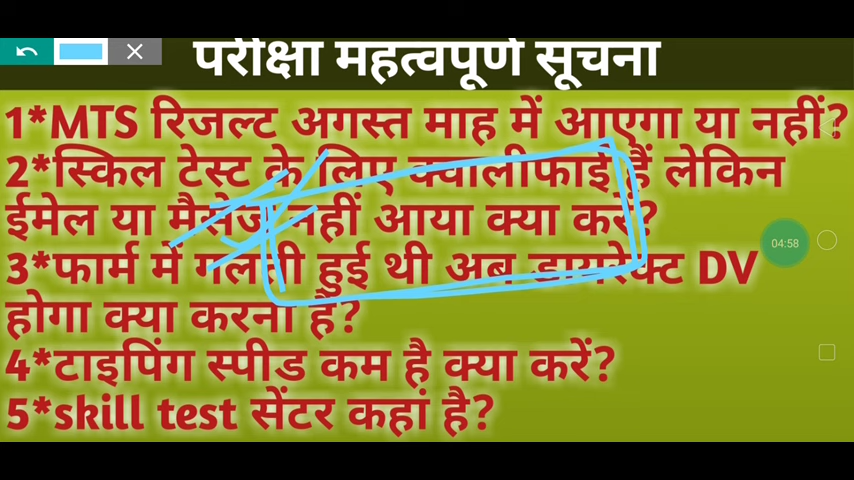 परीक्षा महत्वपूर्ण सूचना
1*MTS रिजल्ट अगस्त माह में आएगा या नहीं?
2*स्किल टेस्ट के लिए क्वालीफाई हैं लेकिन
ईमेल या मैसेज नहीं आया क्या करें?
3*फार्म में गलती हुई थी अब डायरेक्ट DV
होगा क्या करना है?
4*टाइपिंग स्पीड कम है क्या करें?
5*skill test सेंटर कहां है?
04:58